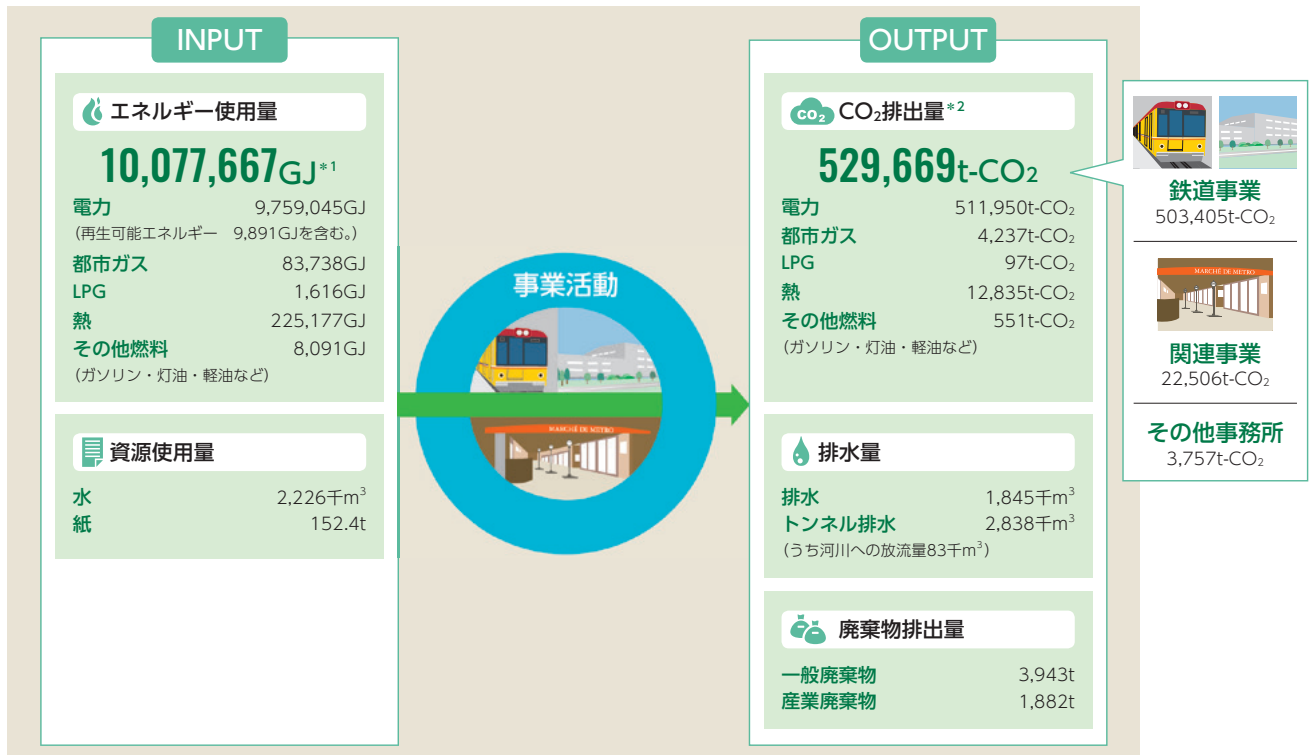 INPUT
エネルギー使用量
10,077,667GJ*1
電力 9,759,045GJ
(再生可能エネルギー 9,891GJを含む。)
都市ガス 83,738GJ
LPG 1,616GJ
熱 225,177GJ
その他燃料 8,091GJ
(ガソリン・灯油・軽油など)
資源使用量
水 2,226千m³
紙 152.4t
事業活動
MARCHÉ DE METRO
OUTPUT
CO₂ CO₂排出量*2
529,669t-CO₂
電力 511,950t-CO₂
都市ガス 4,237t-CO₂
LPG 97t-CO₂
熱 12,835t-CO₂
その他燃料 551t-CO₂
(ガソリン・灯油・軽油など)
排水量
排水 1,845千m³
トンネル排水 2,838千m³
(うち河川への放流量83千m³)
廃棄物排出量
一般廃棄物 3,943t
産業廃棄物 1,882t
鉄道事業
503,405t-CO₂
MARCHÉ DE METRO
関連事業
22,506t-CO₂
その他事務所
3,757t-CO₂